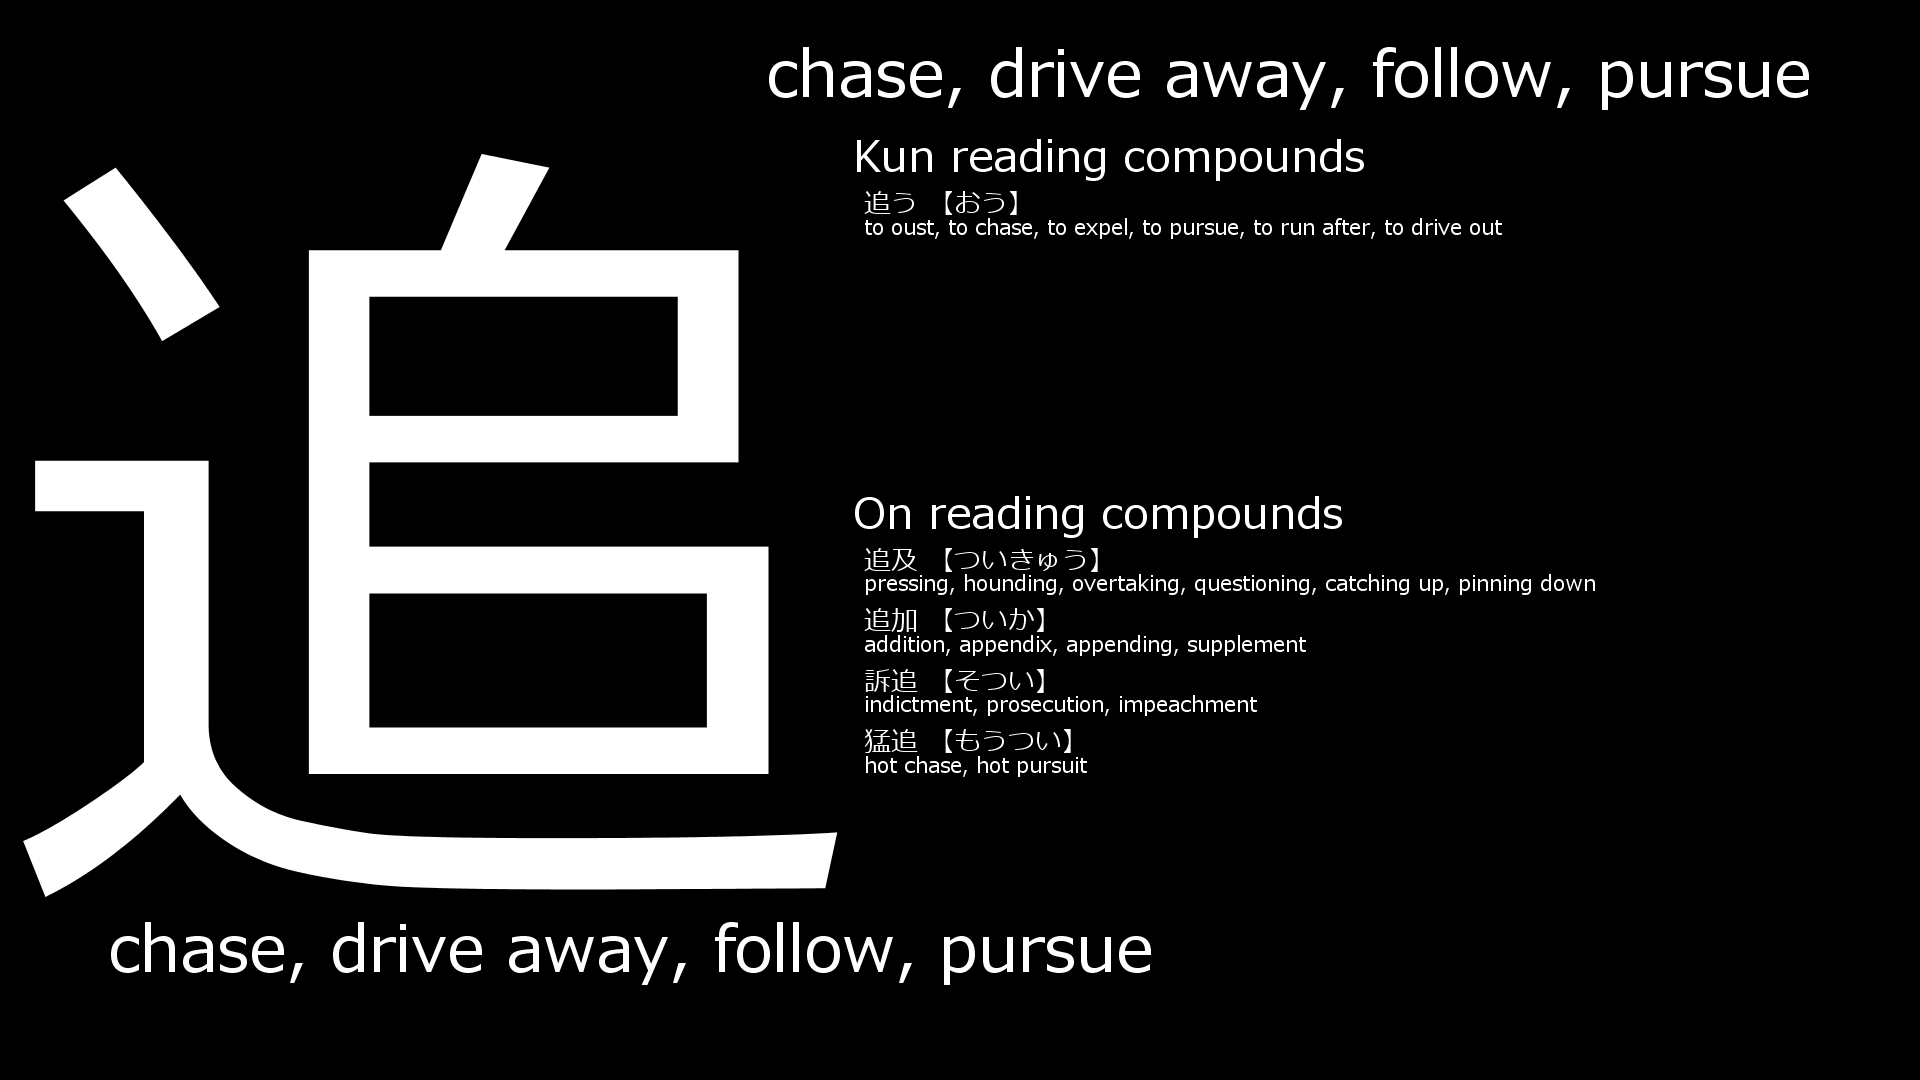 chase, drive away, follow, pursue
追
Kun reading compounds
追う 【おう】
to oust, to chase, to expel, to pursue, to run after, to drive out
On reading compounds
追及 【ついきゅう】
pressing, hounding, overtaking, questioning, catching up, pinning down
追加 【ついか】
addition, appendix, appending, supplement
訴追 【そつい】
indictment, prosecution, impeachment
猛追 【もうつい】
hot chase, hot pursuit
chase, drive away, follow, pursue